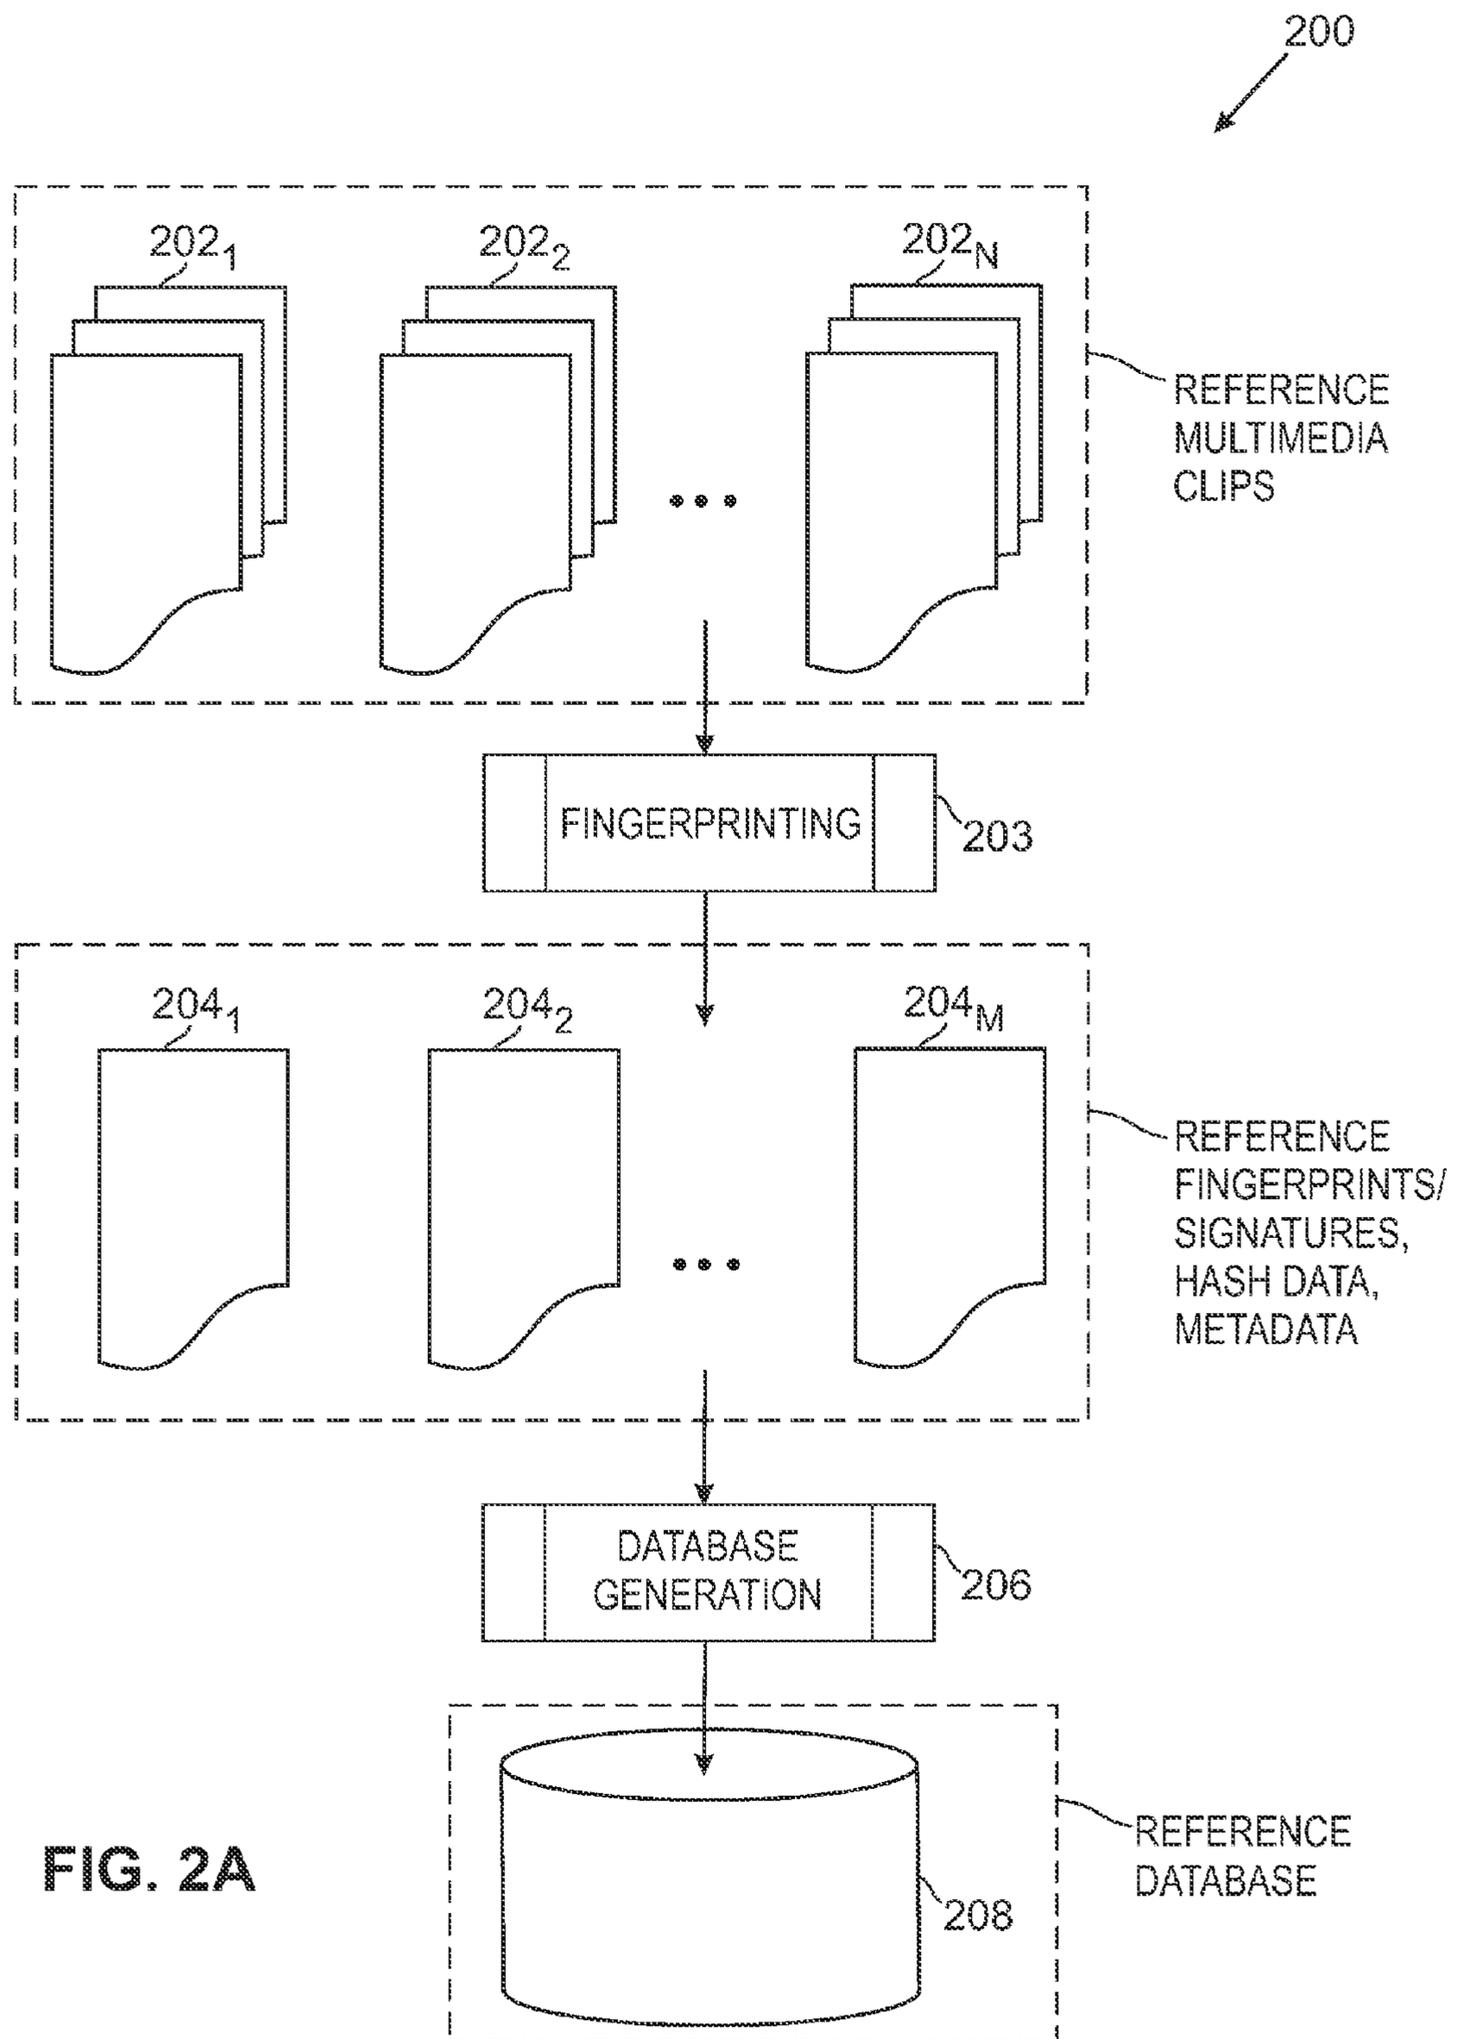 200
202₁
202₂
202N
REFERENCE
MULTIMEDIA
CLIPS
FINGERPRINTING
203
204₁
204₂
204M
REFERENCE
FINGERPRINTS/
SIGNATURES,
HASH DATA,
METADATA
DATABASE
GENERATION
206
REFERENCE
DATABASE
208
FIG. 2A